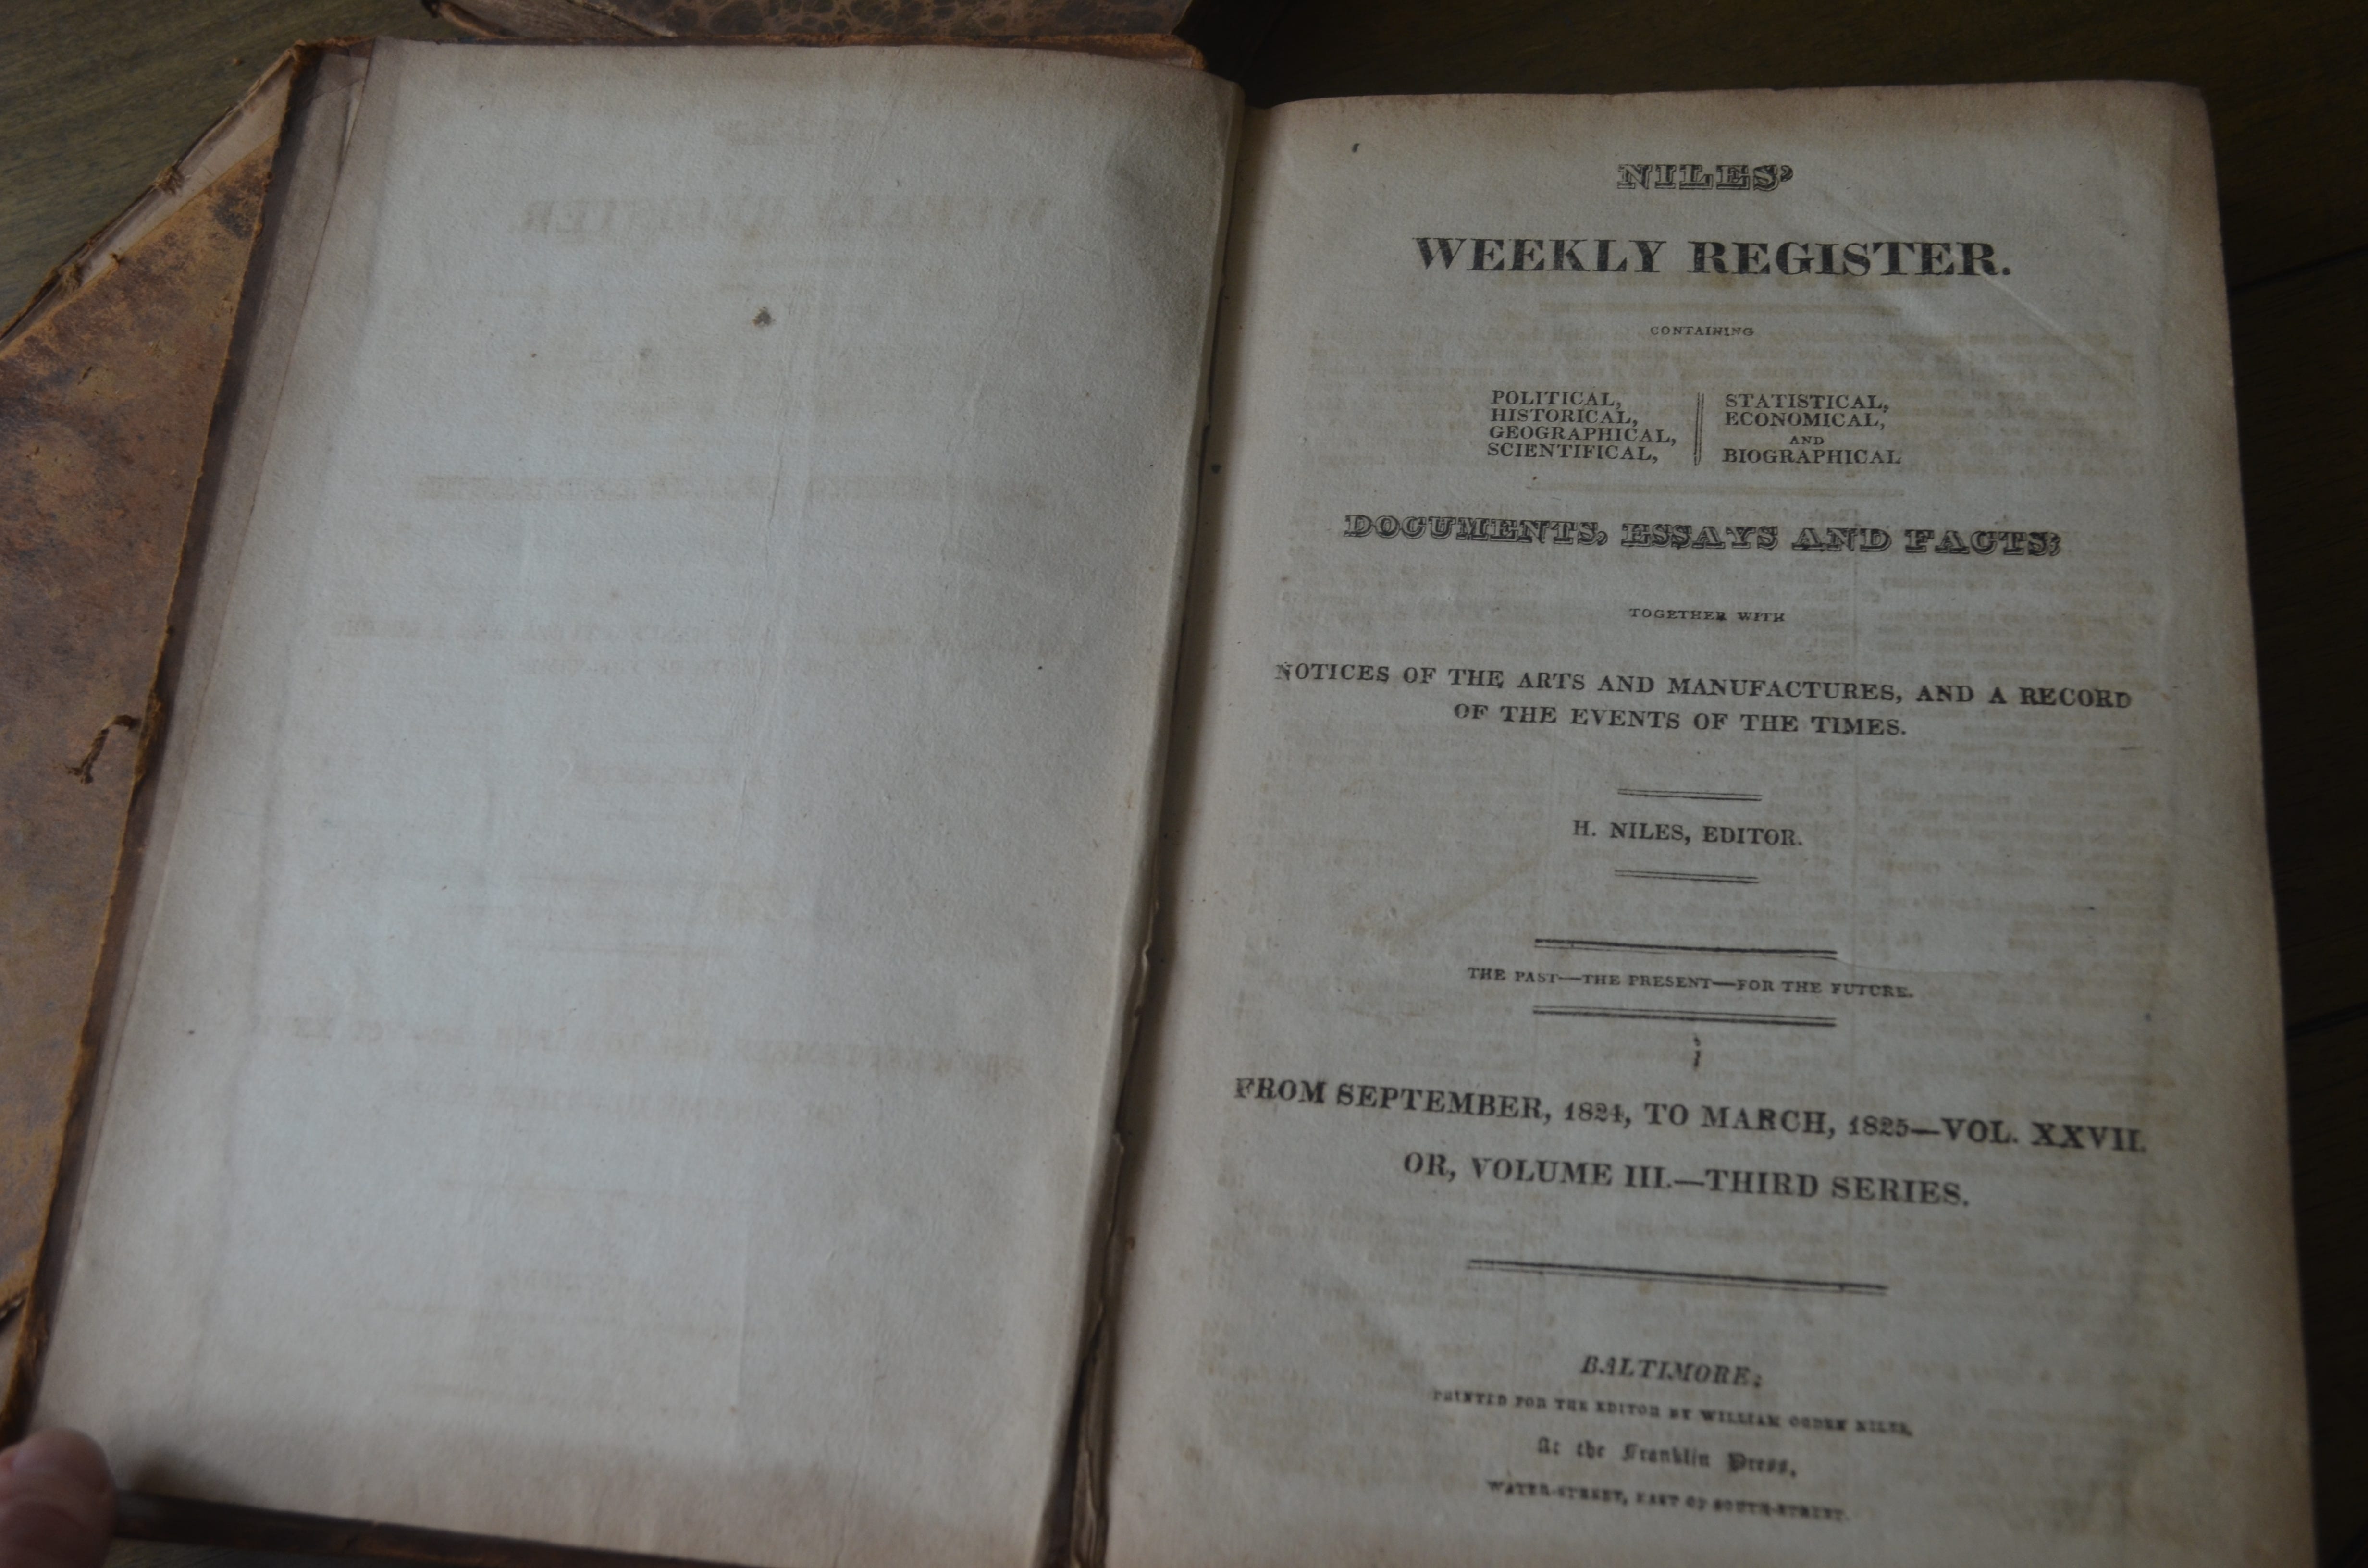 NILES'
WEEKLY REGISTER.
CONTAINING
POLITICAL,
HISTORICAL,
GEOGRAPHICAL,
SCIENTIFICAL,
STATISTICAL,
ECONOMICAL,
AND
BIOGRAPHICAL
DOCUMENTS, ESSAYS AND FACTS;
TOGETHER WITH
NOTICES OF THE ARTS AND MANUFACTURES, AND A RECORD
OF THE EVENTS OF THE TIMES.
H. NILES, EDITOR.
THE PAST—THE PRESENT—FOR THE FUTURE.
FROM SEPTEMBER, 1824, TO MARCH, 1825—VOL. XXVII.
OR, VOLUME III.—THIRD SERIES.
BALTIMORE:
PRINTED FOR THE EDITOR BY WILLIAM OGDEN NILES,
At the Franklin Press,
WATER-STREET, EAST OF SOUTH-STREET.